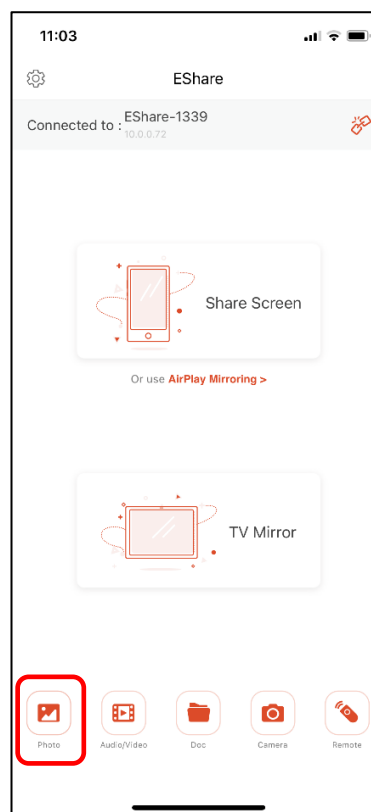 11:03
EShare
Connected to : EShare-1339
10.0.0.72
Share Screen
Or use AirPlay Mirroring >
TV Mirror
Photo
Audio/Video
Doc
Camera
Remote